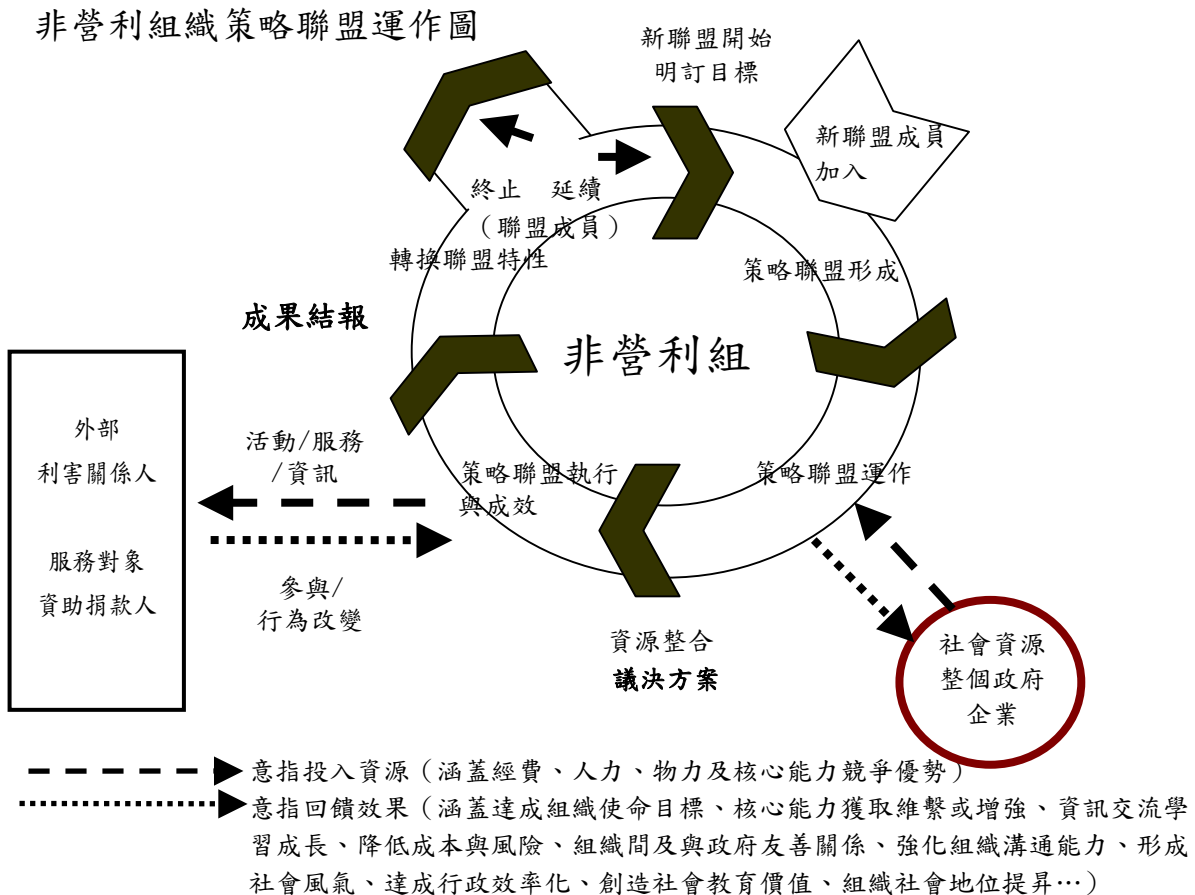 非營利組織策略聯盟運作圖
新聯盟開始
明訂目標
新聯盟成員
加入
終止 延續
（聯盟成員）
轉換聯盟特性
策略聯盟形成
成果結報
非營利組
外部
利害關係人
服務對象
資助捐款人
活動/服務
/資訊
參與/
行為改變
策略聯盟執行
與成效
策略聯盟運作
資源整合
議決方案
社會資源
整個政府
企業
意指投入資源（涵蓋經費、人力、物力及核心能力競爭優勢）
意指回饋效果（涵蓋達成組織使命目標、核心能力獲取維繫或增強、資訊交流學
習成長、降低成本與風險、組織間及與政府友善關係、強化組織溝通能力、形成
社會風氣、達成行政效率化、創造社會教育價值、組織社會地位提昇…）